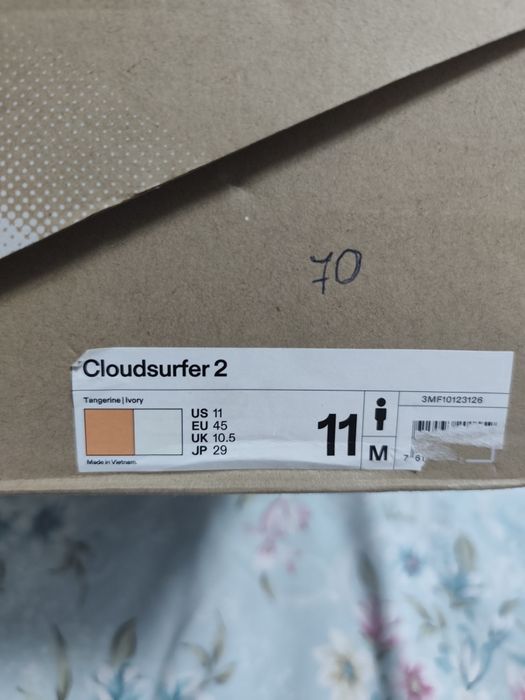 70
Cloudsurfer 2
Tangerine | Ivory
US 11
EU 45
UK 10.5
JP 29
Made in Vietnam.
11
M
3MF10123126